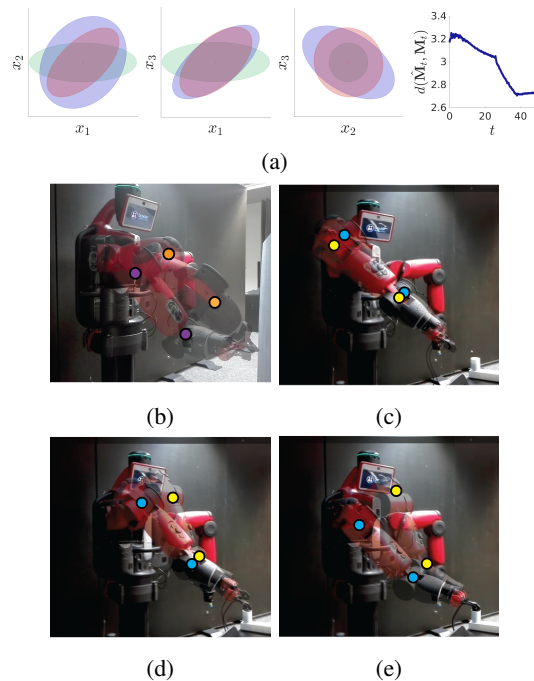 x₂
x₁
x₃
x₁
x₃
x₂
d(M̂ₜ, Mₜ)
3.4
3.2
3
2.8
2.6
0 20 40
t
(a)
(b) (c)
(d) (e)